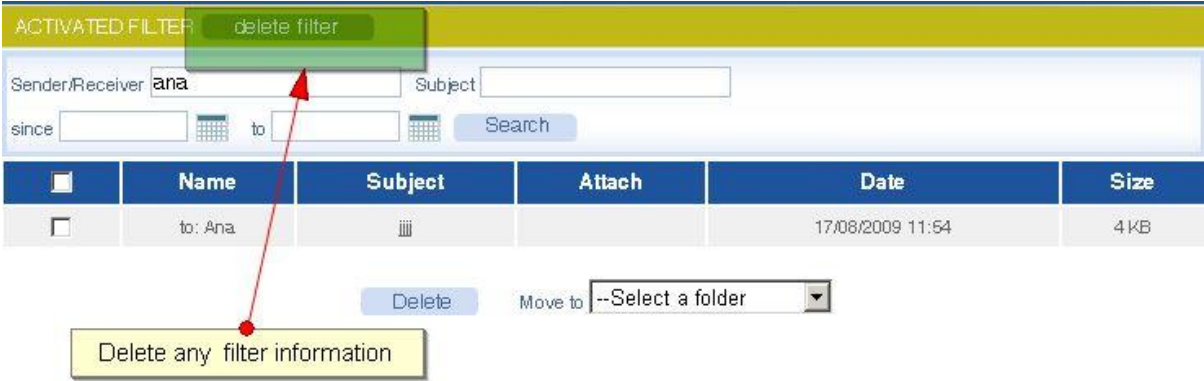 ACTIVATED FILTER delete filter
Sender/Receiver ana Subject
since to Search
Name Subject Attach Date Size
to: Ana jjjj 17/08/2009 11:54 4 KB
Delete Move to --Select a folder
Delete any filter information